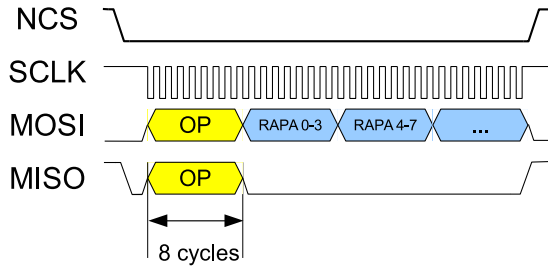 NCS
SCLK
MOSI OP RAPA 0-3 RAPA 4-7 ...
MISO OP
8 cycles